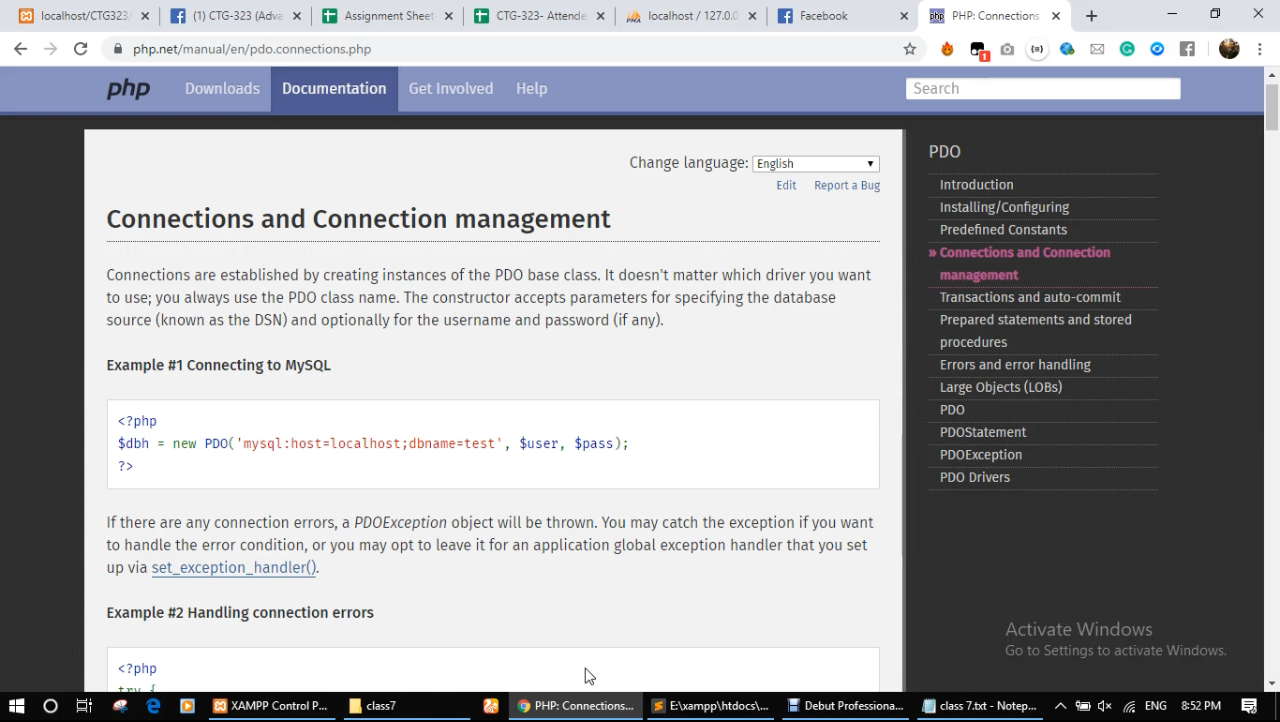 localhost/CTG323/
(1) CTG-323 (Adva
Assignment Sheet
CTG-323- Attende
localhost / 127.0.0
Facebook
PHP: Connections
php.net/manual/en/pdo.connections.php
1
php
Downloads
Documentation
Get Involved
Help
Search
Change language: English
Edit
Report a Bug
Connections and Connection management
Connections are established by creating instances of the PDO base class. It doesn't matter which driver you want
to use; you always use the PDO class name. The constructor accepts parameters for specifying the database
source (known as the DSN) and optionally for the username and password (if any).
Example #1 Connecting to MySQL
<?php
$dbh = new PDO('mysql:host=localhost;dbname=test', $user, $pass);
?>
If there are any connection errors, a PDOException object will be thrown. You may catch the exception if you want
to handle the error condition, or you may opt to leave it for an application global exception handler that you set
up via set_exception_handler().
Example #2 Handling connection errors
<?php
try {
PDO
Introduction
Installing/Configuring
Predefined Constants
» Connections and Connection
management
Transactions and auto-commit
Prepared statements and stored
procedures
Errors and error handling
Large Objects (LOBs)
PDO
PDOStatement
PDOException
PDO Drivers
Activate Windows
Go to Settings to activate Windows.
XAMPP Control P...
class7
PHP: Connections...
E:\xampp\htdocs\...
Debut Professiona...
class 7.txt - Notep...
ENG
8:52 PM